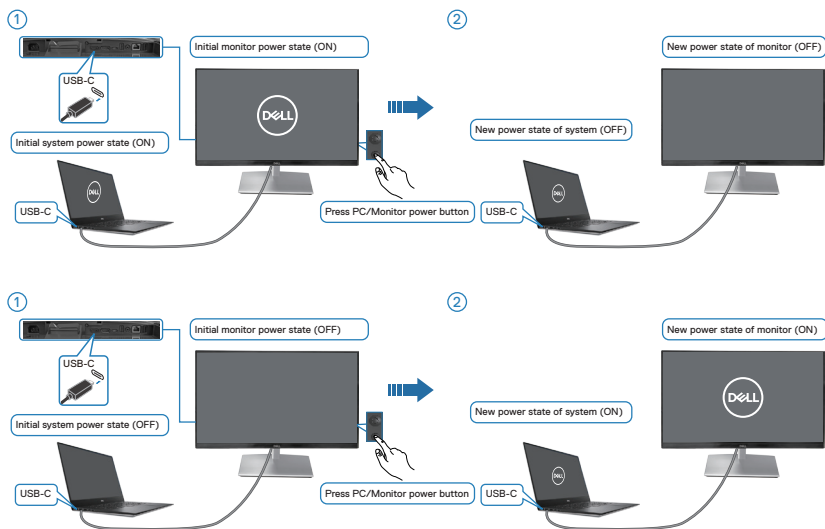 1
2
Initial monitor power state (ON)
New power state of monitor (OFF)
USB-C
DELL
New power state of system (OFF)
Initial system power state (ON)
DELL
DELL
USB-C
Press PC/Monitor power button
USB-C
1
2
Initial monitor power state (OFF)
New power state of monitor (ON)
USB-C
DELL
New power state of system (ON)
Initial system power state (OFF)
DELL
USB-C
Press PC/Monitor power button
USB-C